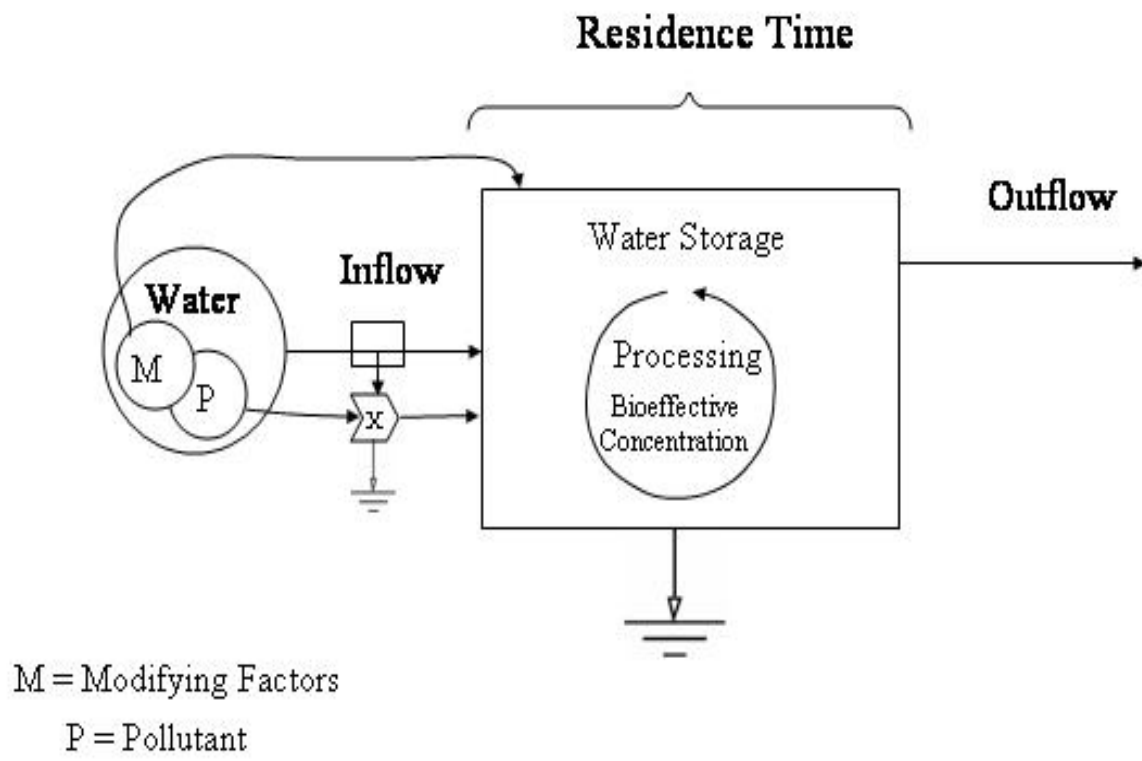 Residence Time
Outflow
Water Storage
Inflow
Water
M
P
x
Processing
Bioeffective
Concentration
M = Modifying Factors
P = Pollutant